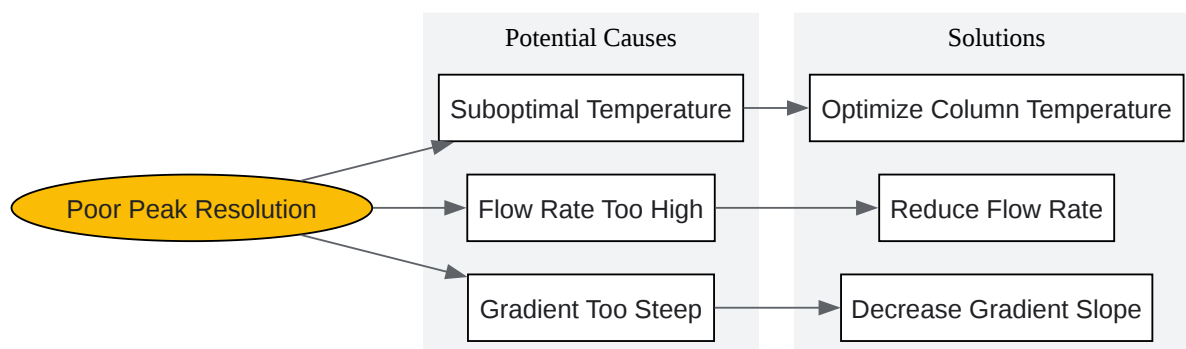 Potential Causes
Solutions
Suboptimal Temperature
Optimize Column Temperature
Poor Peak Resolution
Flow Rate Too High
Reduce Flow Rate
Gradient Too Steep
Decrease Gradient Slope